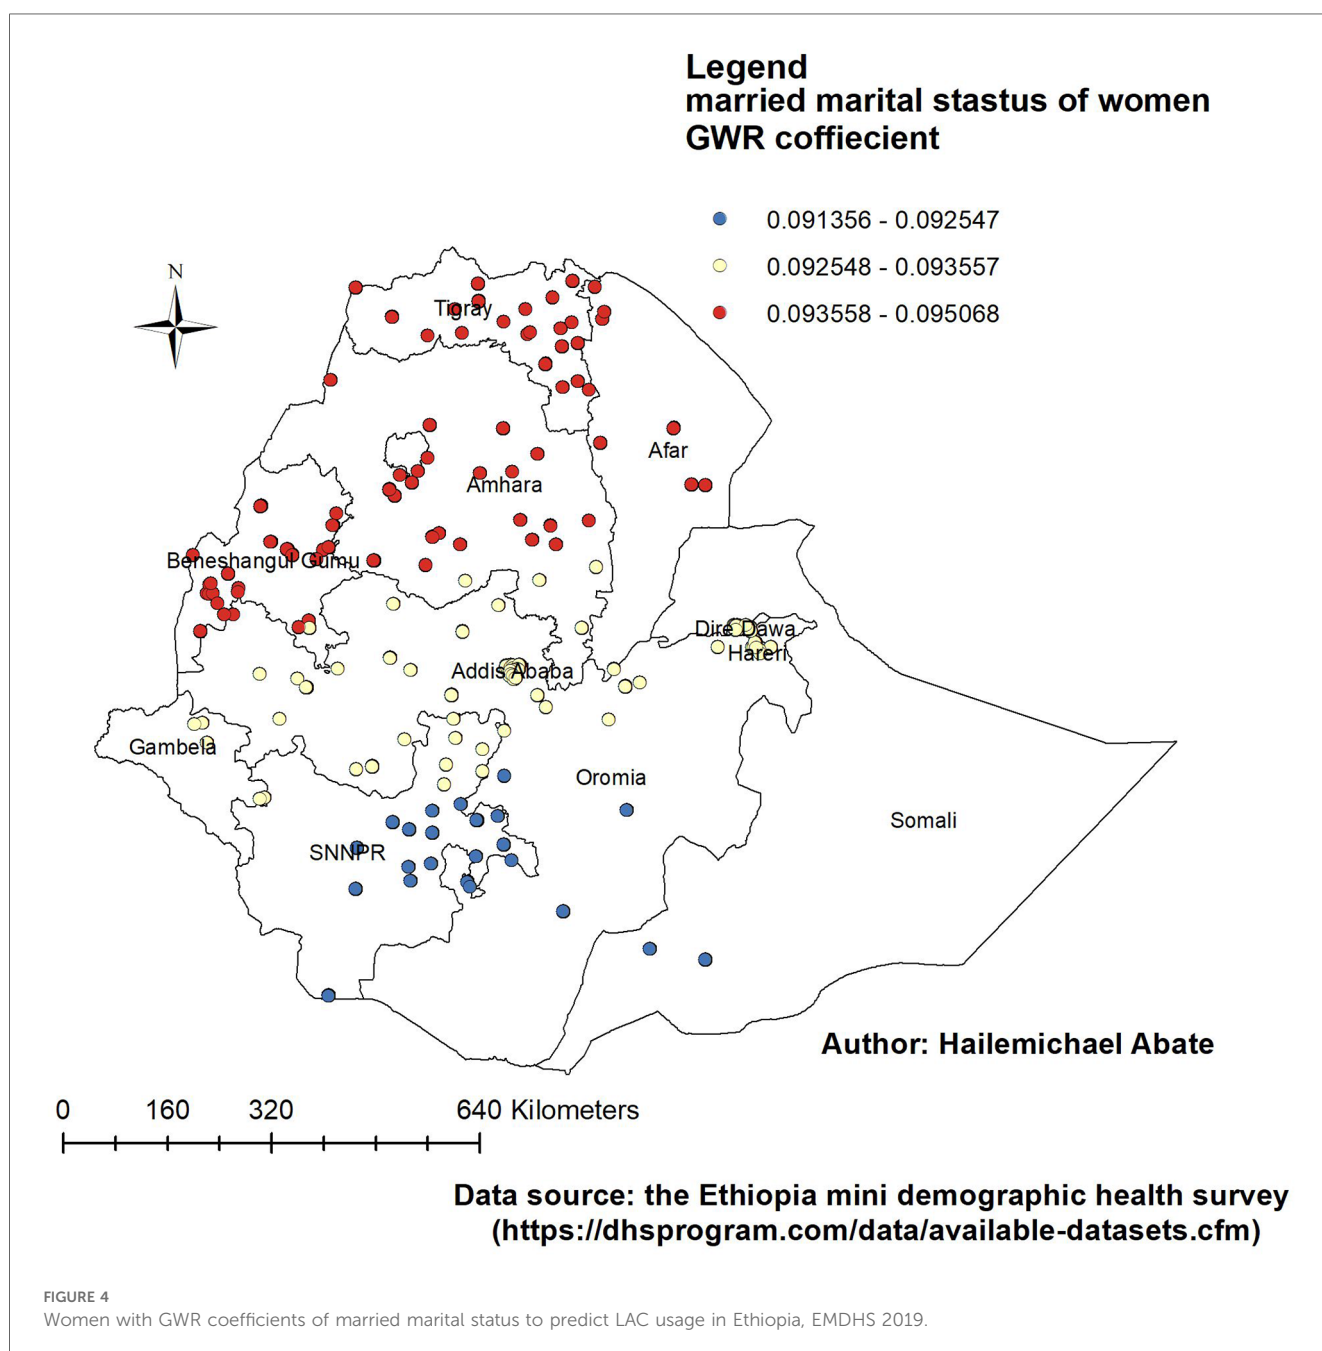 Legend
married marital stastus of women
GWR coffiecient
0.091356 - 0.092547
0.092548 - 0.093557
0.093558 - 0.095068
N
Tigray
Afar
Amhara
Beneshangul Gumu
Dire Dawa
Hareri
Addis Ababa
Gambela
Oromia
Somali
SNNPR
Author: Hailemichael Abate
0 160 320 640 Kilometers
Data source: the Ethiopia mini demographic health survey
(https://dhsprogram.com/data/available-datasets.cfm)
FIGURE 4
Women with GWR coefficients of married marital status to predict LAC usage in Ethiopia, EMDHS 2019.